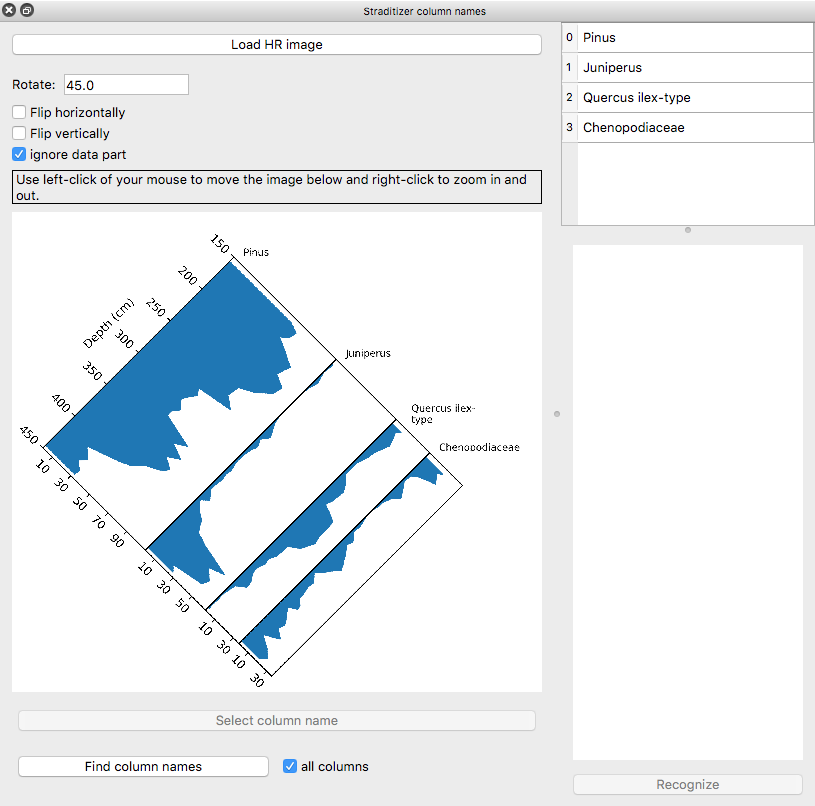 Straditizer column names
Load HR image
Rotate: 45.0
Flip horizontally
Flip vertically
ignore data part
Use left-click of your mouse to move the image below and right-click to zoom in and
out.
150
Pinus
200
250
Depth (cm)
300
350
400
450
Juniperus
Quercus ilex-
type
Chenopodiaceae
10
30
50
70
90
10
30
50
10
30
10
30
Select column name
Find column names
all columns
0 Pinus
1 Juniperus
2 Quercus ilex-type
3 Chenopodiaceae
Recognize